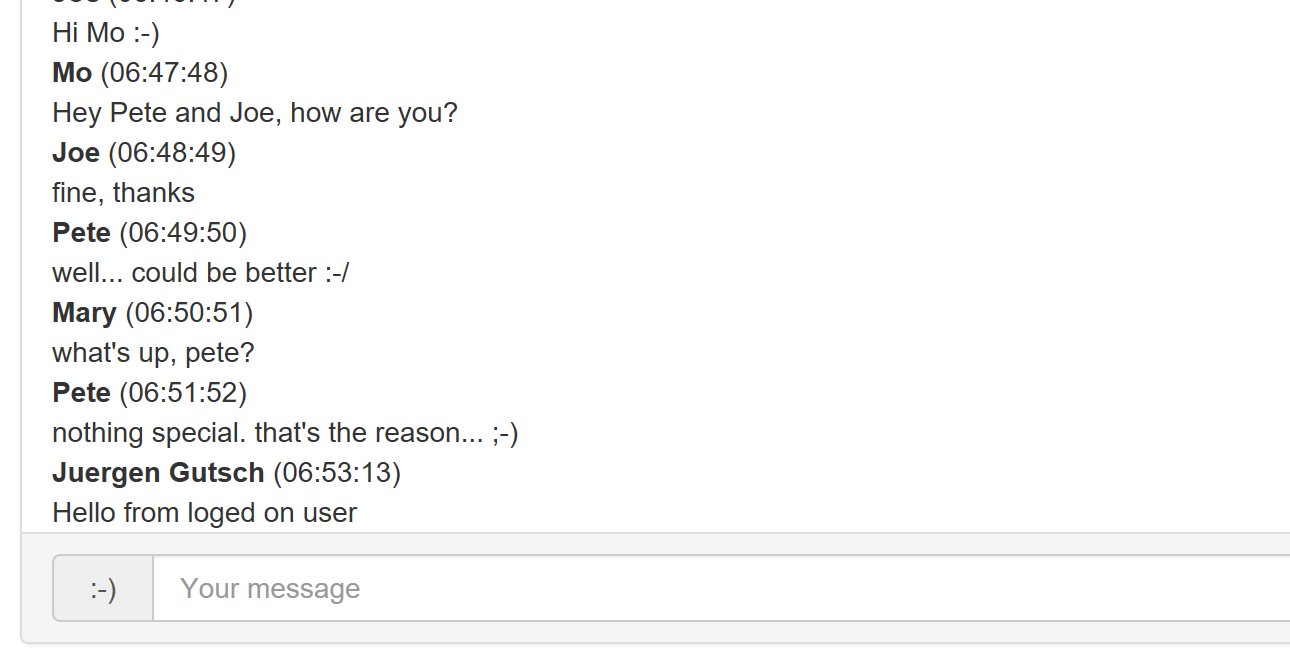 Hi Mo :-)
Mo (06:47:48)
Hey Pete and Joe, how are you?
Joe (06:48:49)
fine, thanks
Pete (06:49:50)
well... could be better :-/
Mary (06:50:51)
what's up, pete?
Pete (06:51:52)
nothing special. that's the reason... ;-)
Juergen Gutsch (06:53:13)
Hello from loged on user
:-) Your message